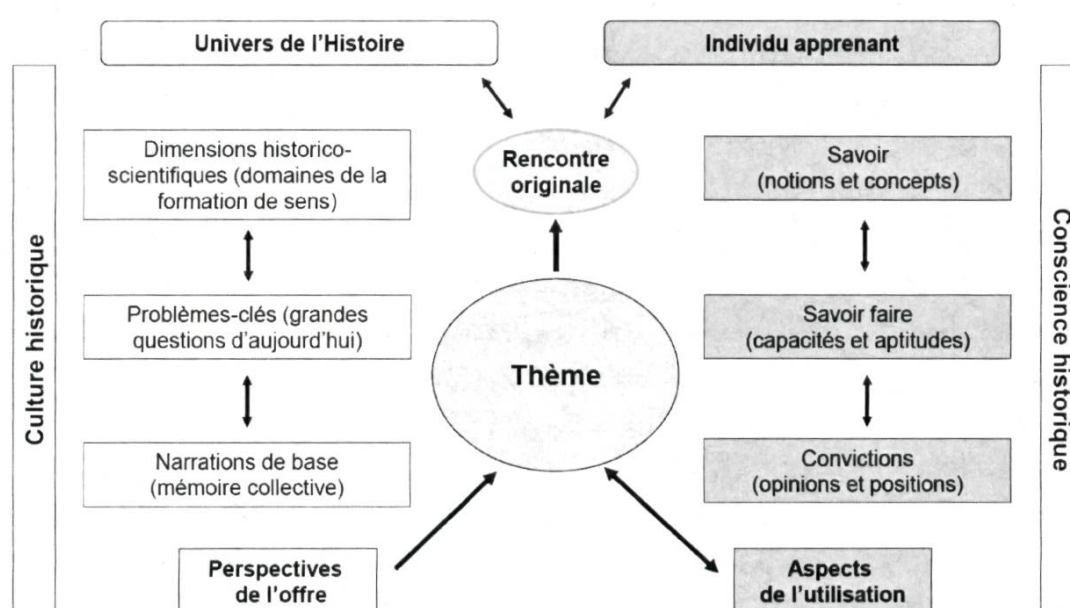 Univers de l'Histoire
Individu apprenant
Culture historique
Dimensions historico-
scientifiques (domaines de la
formation de sens)
Rencontre
originale
Savoir
(notions et concepts)
Conscience historique
Problèmes-clés (grandes
questions d'aujourd'hui)
Thème
Savoir faire
(capacités et aptitudes)
Narrations de base
(mémoire collective)
Convictions
(opinions et positions)
Perspectives
de l'offre
Aspects
de l'utilisation